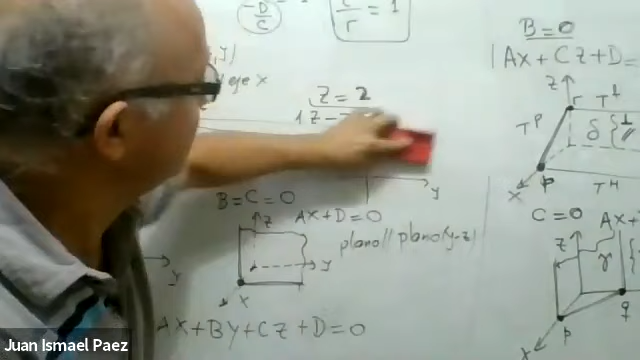 -D/C
r = 1
, y)
eje x
Z = 2
1Z -
y
B = C = 0
AX + D = 0
z
y
x
plano // plano (y-z)
y
AX+BY+CZ+D=0
B = 0
AX + CZ + D =
z
r
T^L
T^P
δ {⊥ //
x
p
T^H
C = 0
AX+
z
γ
p
q
x
Juan Ismael Paez